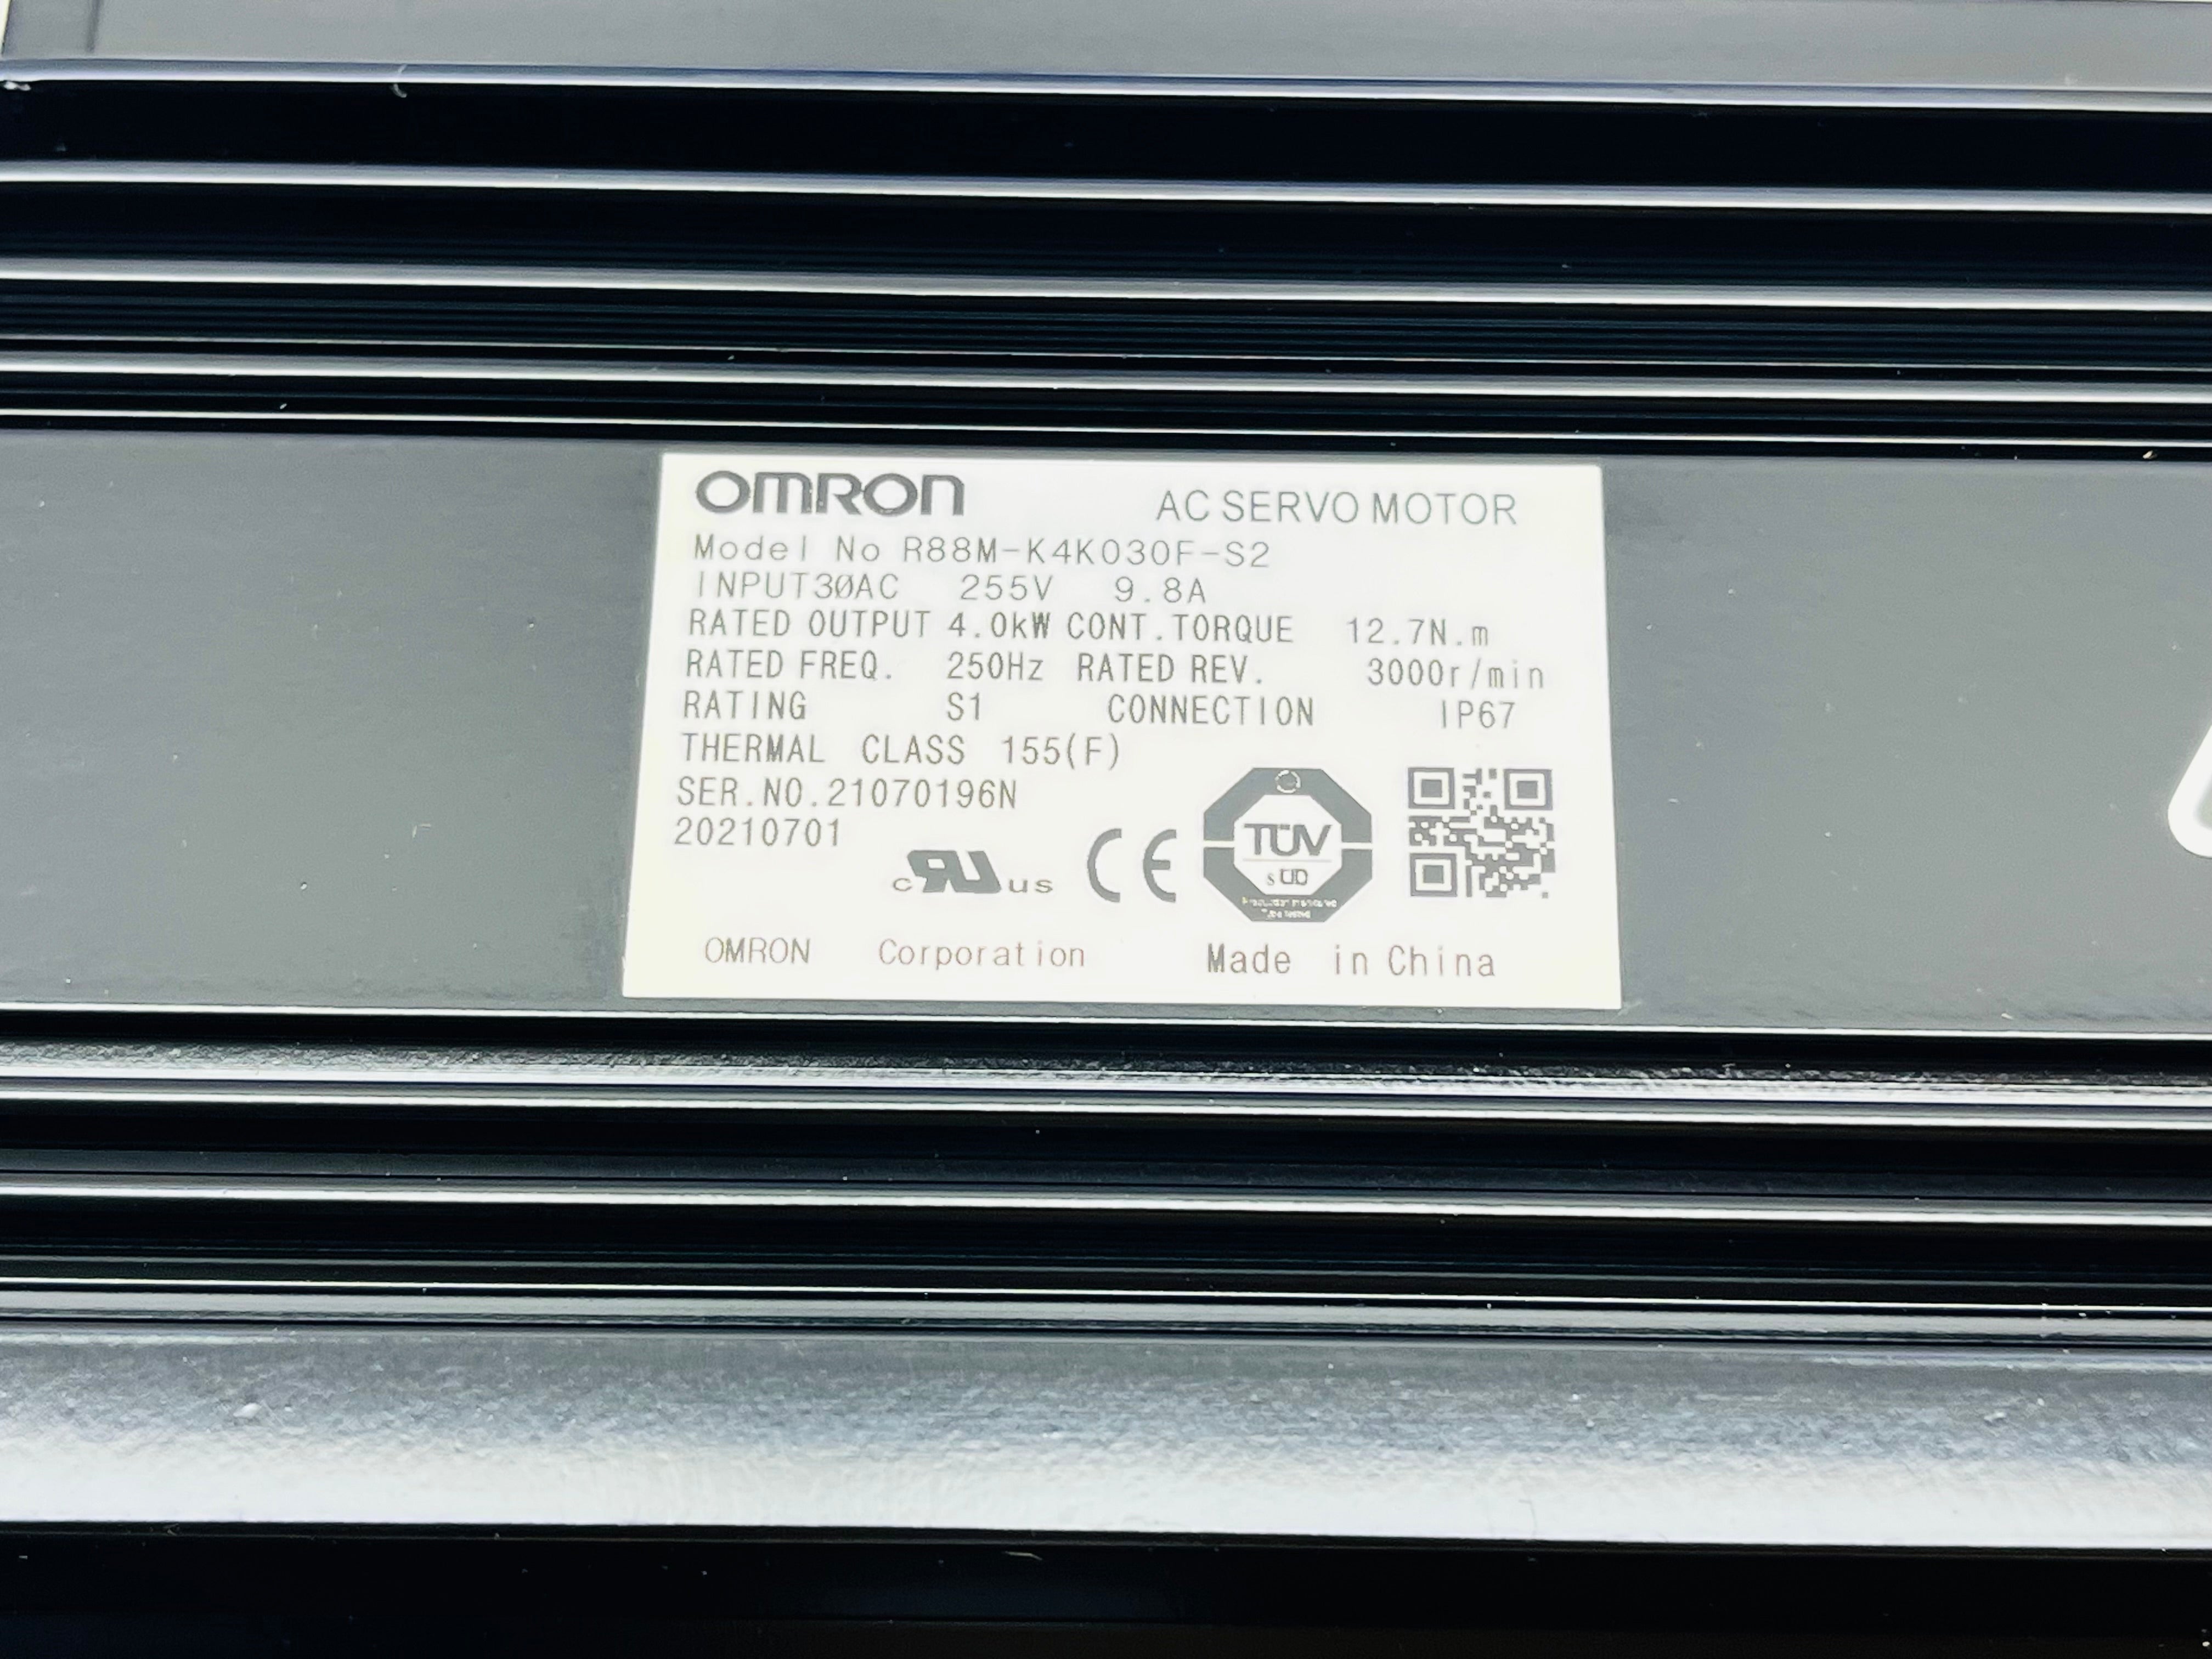 OMRON AC SERVO MOTOR
Model No R88M-K4K030F-S2
INPUT3ØAC 255V 9.8A
RATED OUTPUT 4.0kW CONT.TORQUE 12.7N.m
RATED FREQ. 250Hz RATED REV. 3000r/min
RATING S1 CONNECTION IP67
THERMAL CLASS 155(F)
SER.NO.21070196N
20210701
c RU us CE TÜV
SÜD
OMRON Corporation Made in China